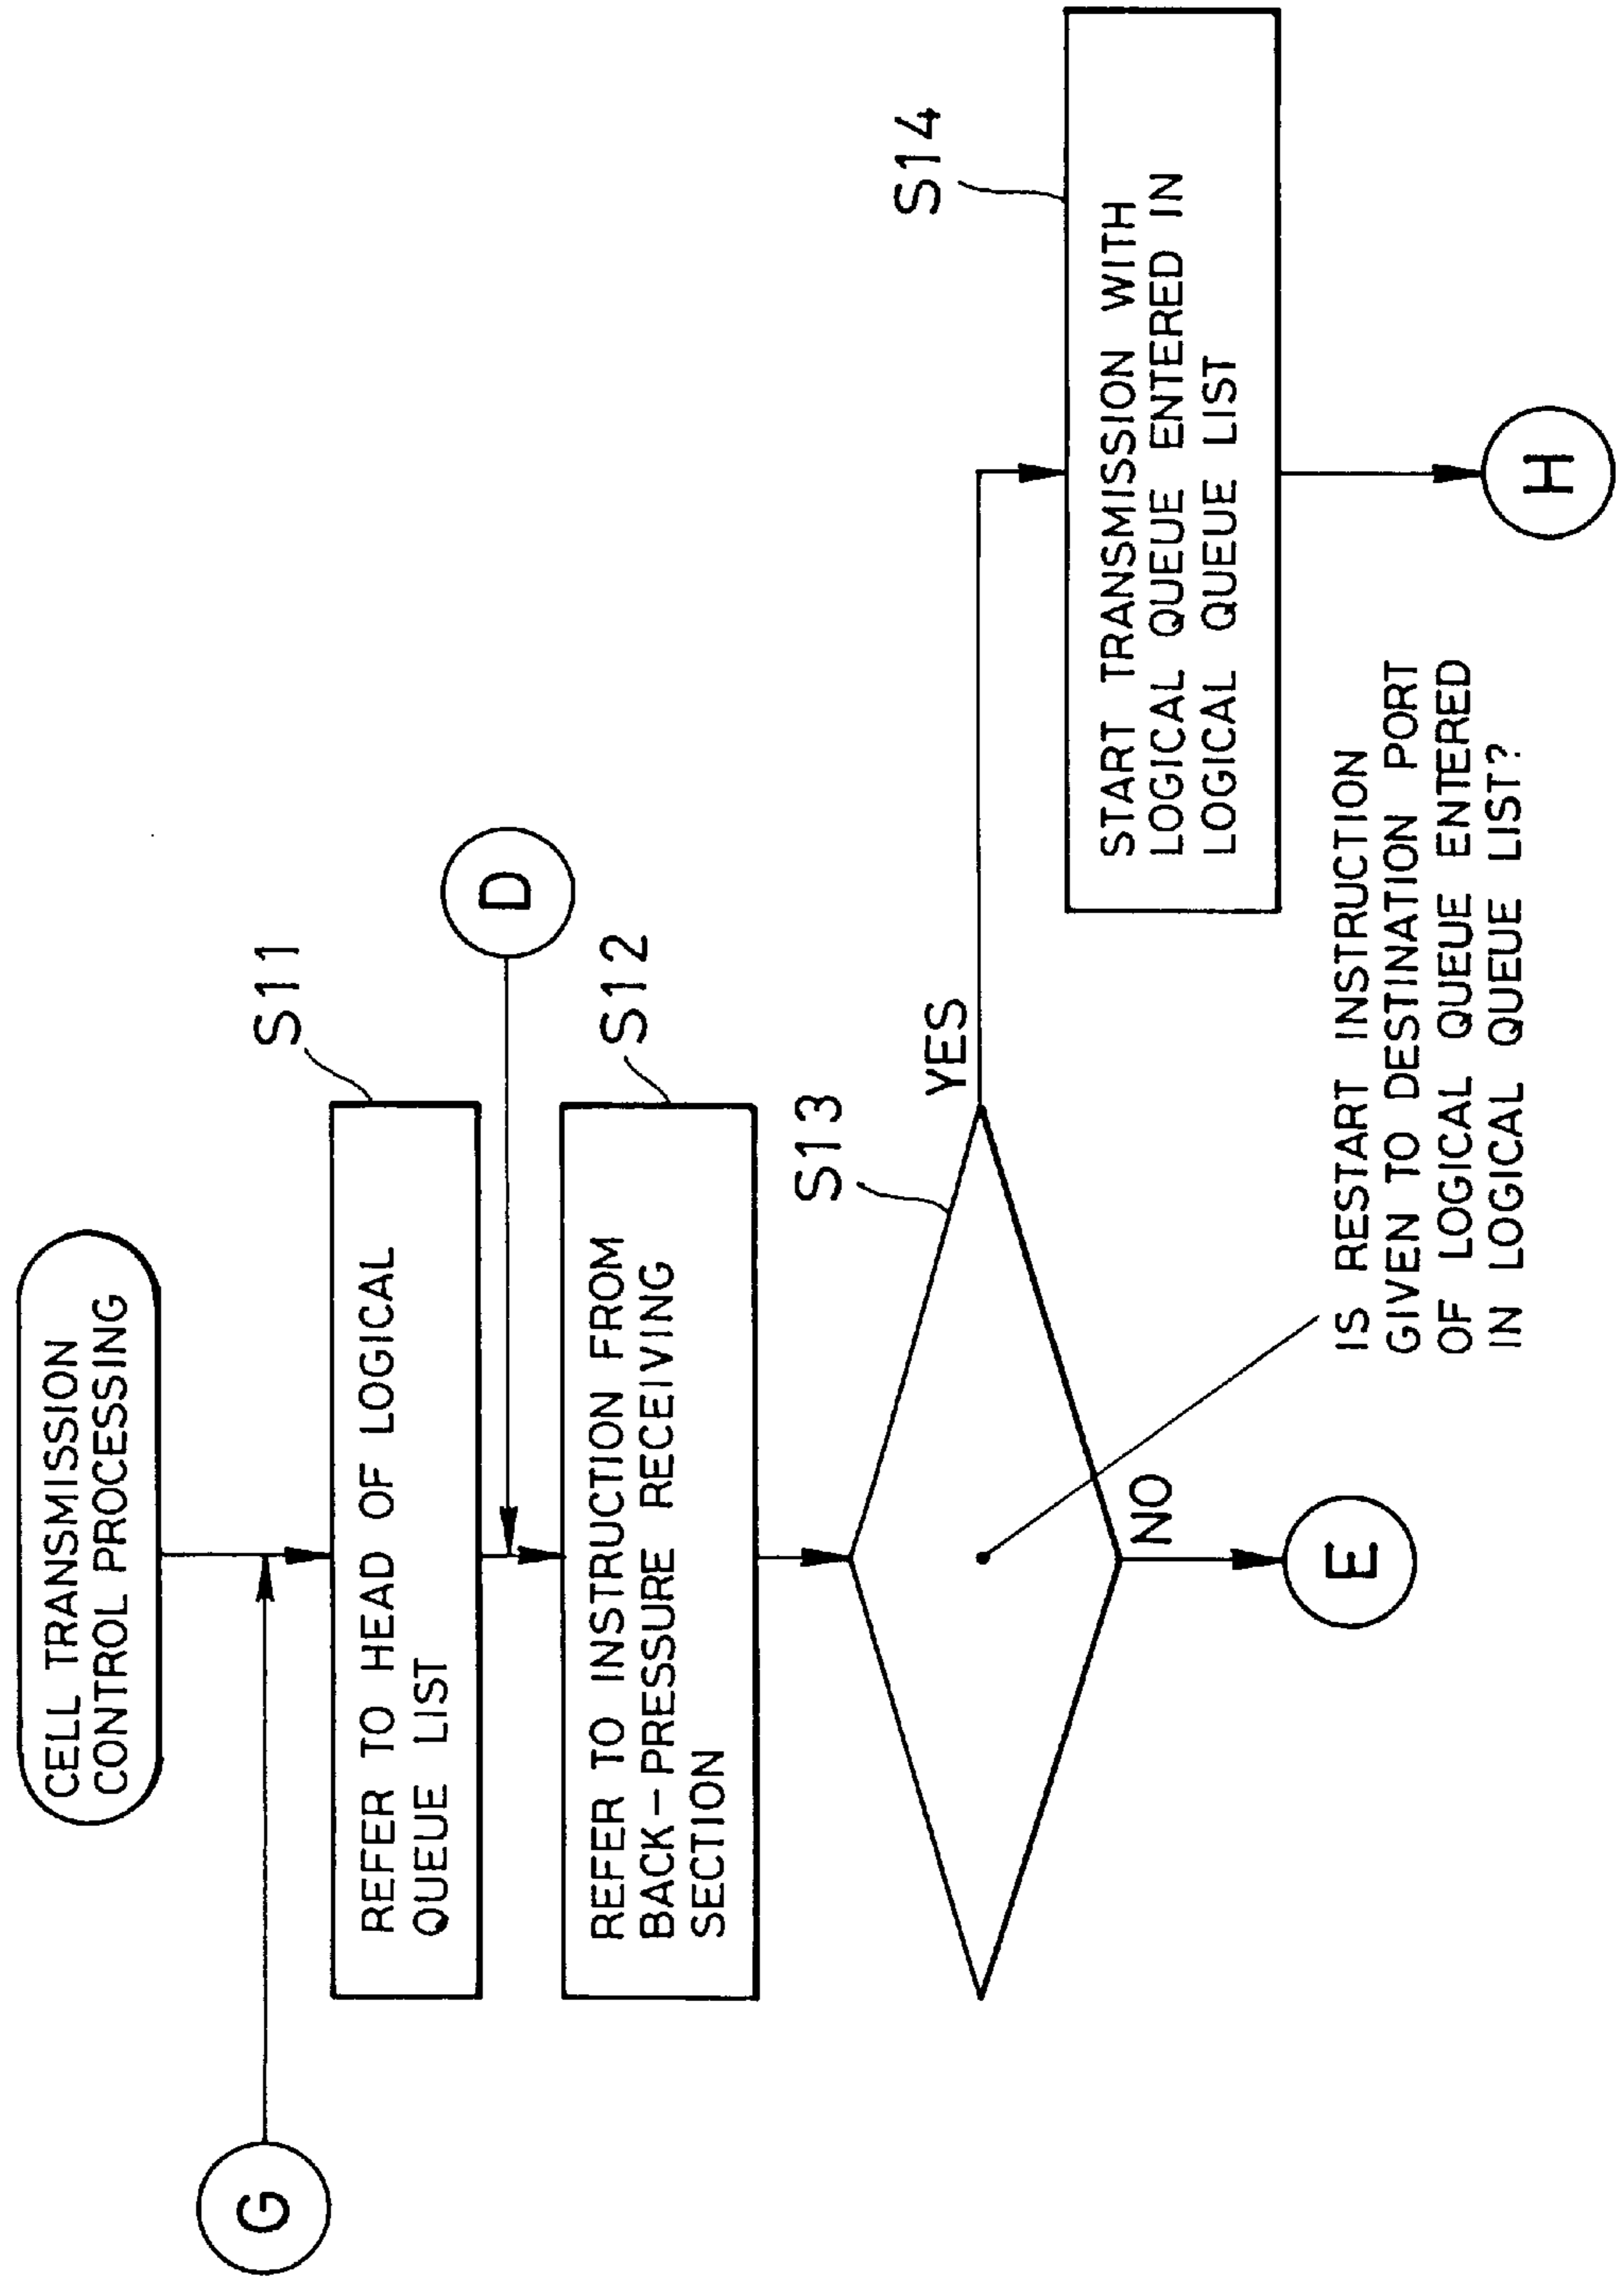 CELL TRANSMISSION
CONTROL PROCESSING
G
S11
REFER TO HEAD OF LOGICAL
QUEUE LIST
D
S12
REFER TO INSTRUCTION FROM
BACK-PRESSURE RECEIVING
SECTION
S13
YES
NO
E
IS RESTART INSTRUCTION
GIVEN TO DESTINATION PORT
OF LOGICAL QUEUE ENTERED
IN LOGICAL QUEUE LIST?
S14
START TRANSMISSION WITH
LOGICAL QUEUE ENTERED IN
LOGICAL QUEUE LIST
H